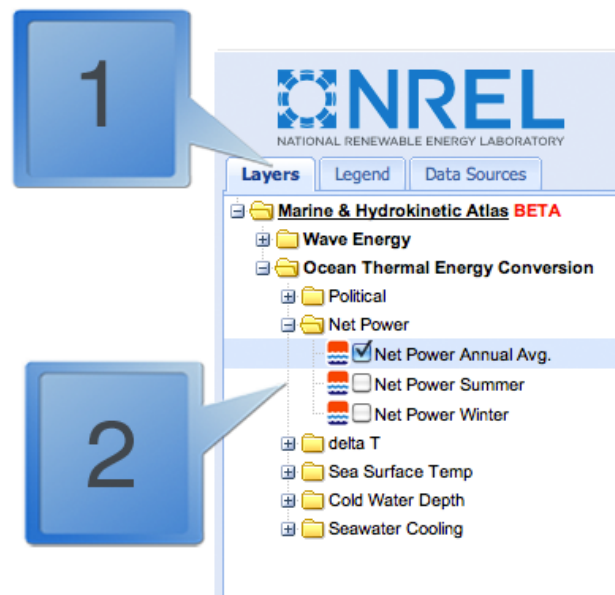 1
NREL
NATIONAL RENEWABLE ENERGY LABORATORY
Layers Legend Data Sources
Marine & Hydrokinetic Atlas BETA
Wave Energy
Ocean Thermal Energy Conversion
Political
Net Power
Net Power Annual Avg.
Net Power Summer
Net Power Winter
2
delta T
Sea Surface Temp
Cold Water Depth
Seawater Cooling